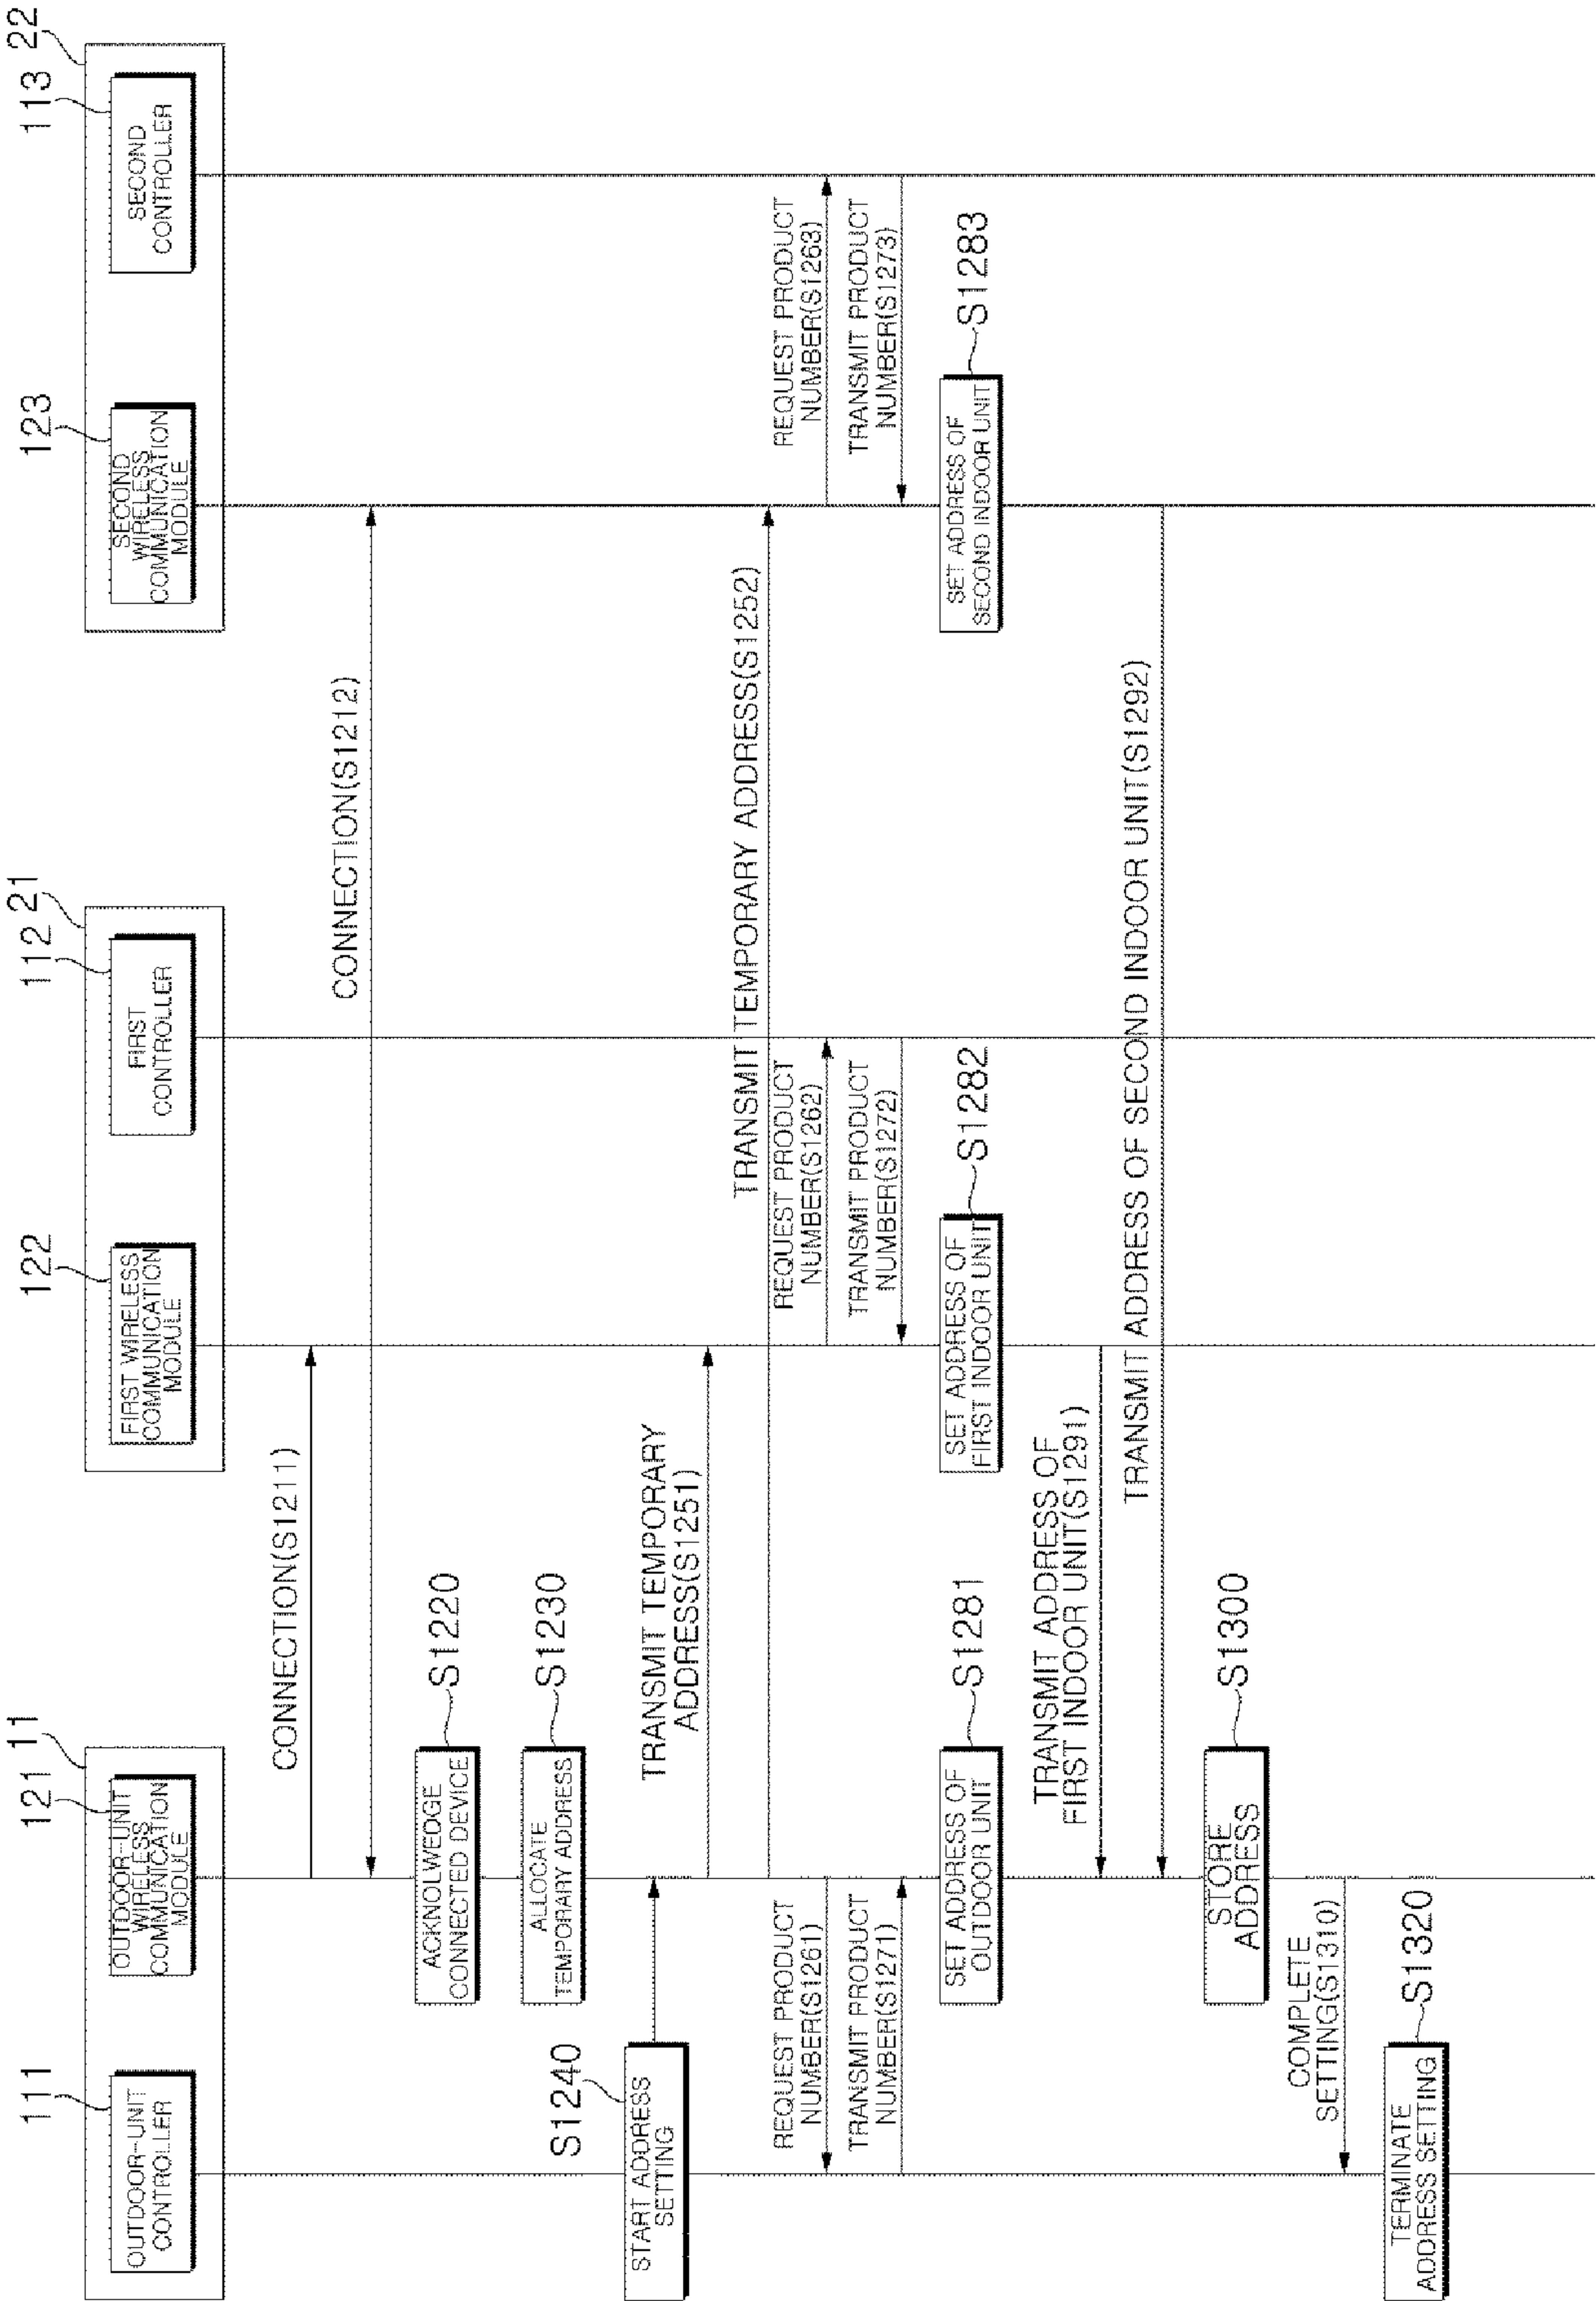 11
21
22
111
121
122
112
123
113
OUTDOOR-UNIT
CONTROLLER
OUTDOOR-UNIT
WIRELESS
COMMUNICATION
MODULE
FIRST WIRELESS
COMMUNICATION
MODULE
FIRST
CONTROLLER
SECOND
WIRELESS
COMMUNICATION
MODULE
SECOND
CONTROLLER
CONNECTION(S1211)
CONNECTION(S1212)
ACKNOLWEDGE
CONNECTED DEVICE
S1220
ALLOCATE
TEMPORARY ADDRESS
S1230
S1240
START ADDRESS
SETTING
TRANSMIT TEMPORARY
ADDRESS(S1251)
TRANSMIT TEMPORARY ADDRESS(S1252)
REQUEST PRODUCT
NUMBER(S1261)
REQUEST PRODUCT
NUMBER(S1262)
REQUEST PRODUCT
NUMBER(S1263)
TRANSMIT PRODUCT
NUMBER(S1271)
TRANSMIT PRODUCT
NUMBER(S1272)
TRANSMIT PRODUCT
NUMBER(S1273)
SET ADDRESS OF
OUTDOOR UNIT
S1281
SET ADDRESS OF
FIRST INDOOR UNIT
S1282
SET ADDRESS OF
SECOND INDOOR UNIT
S1283
TRANSMIT ADDRESS OF
FIRST INDOOR UNIT(S1291)
TRANSMIT ADDRESS OF SECOND INDOOR UNIT(S1292)
STORE
ADDRESS
S1300
COMPLETE
SETTING(S1310)
TERMINATE
ADDRESS SETTING
S1320